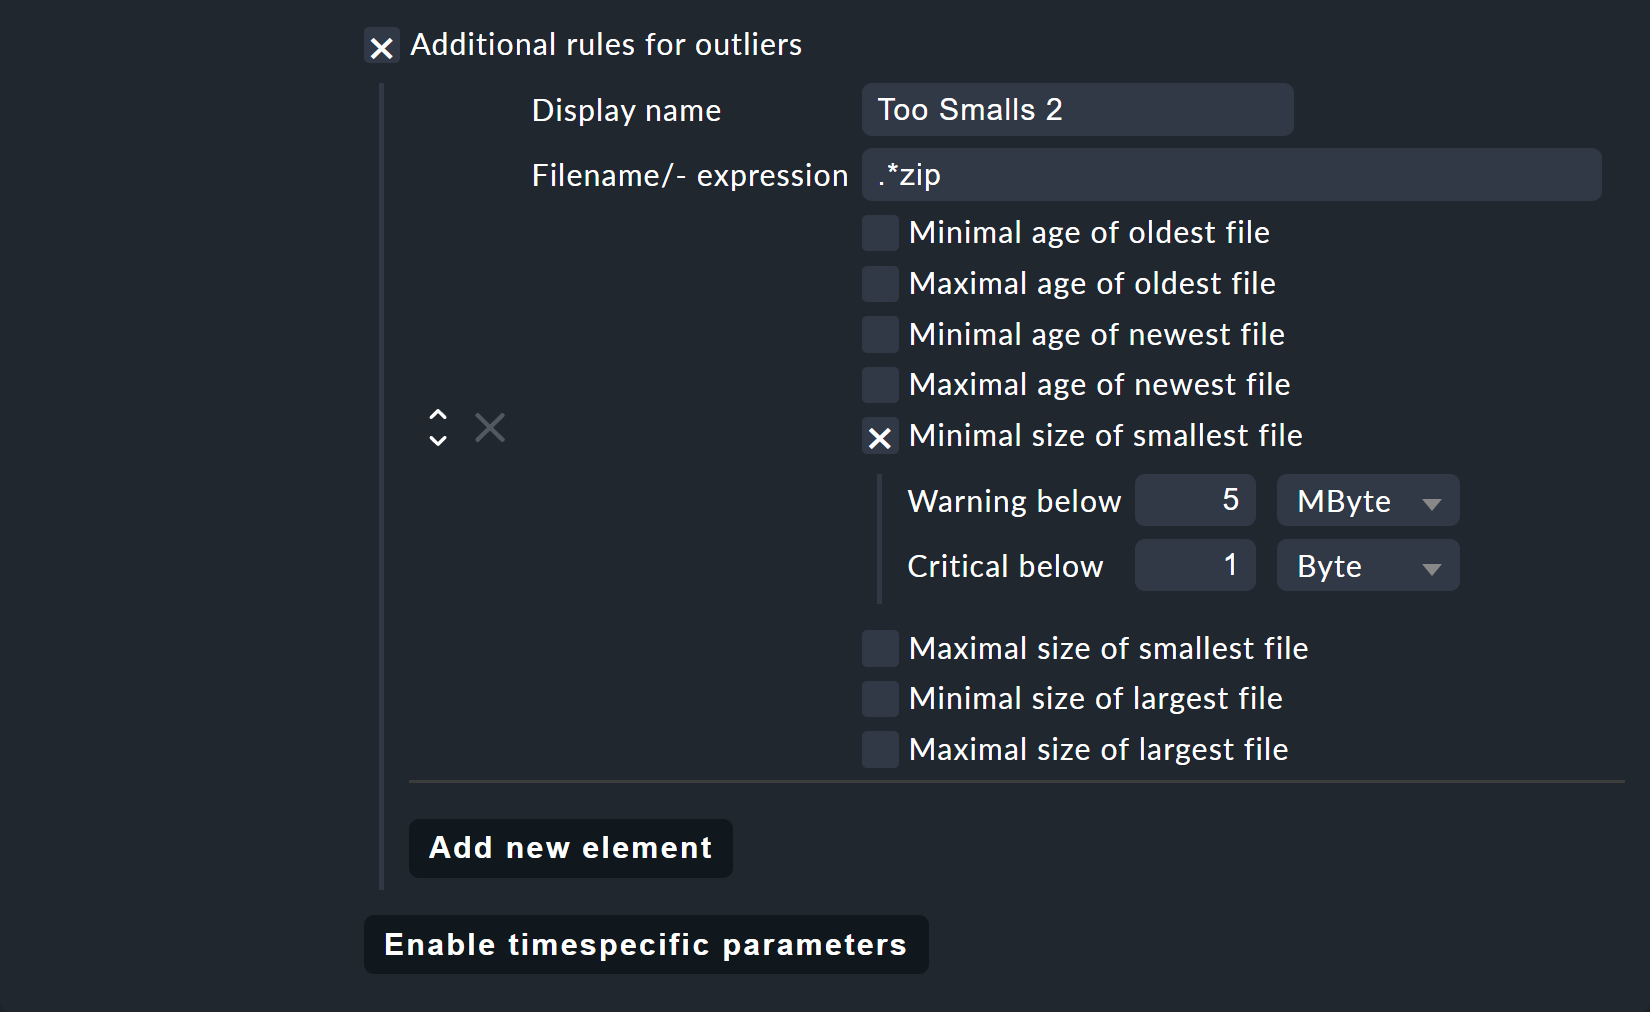 Additional rules for outliers
Display name Too Smalls 2
Filename/- expression .*zip
Minimal age of oldest file
Maximal age of oldest file
Minimal age of newest file
Maximal age of newest file
Minimal size of smallest file
Warning below 5 MByte
Critical below 1 Byte
Maximal size of smallest file
Minimal size of largest file
Maximal size of largest file
Add new element
Enable timespecific parameters